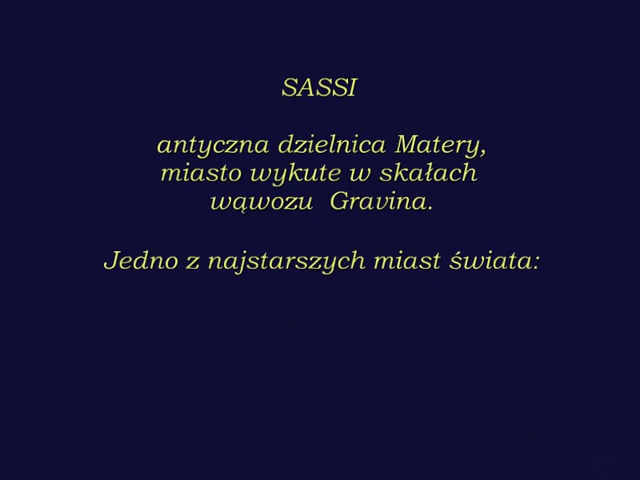 SASSI
antyczna dzielnica Matery,
miasto wykute w skałach
wąwozu Gravina.
Jedno z najstarszych miast świata: